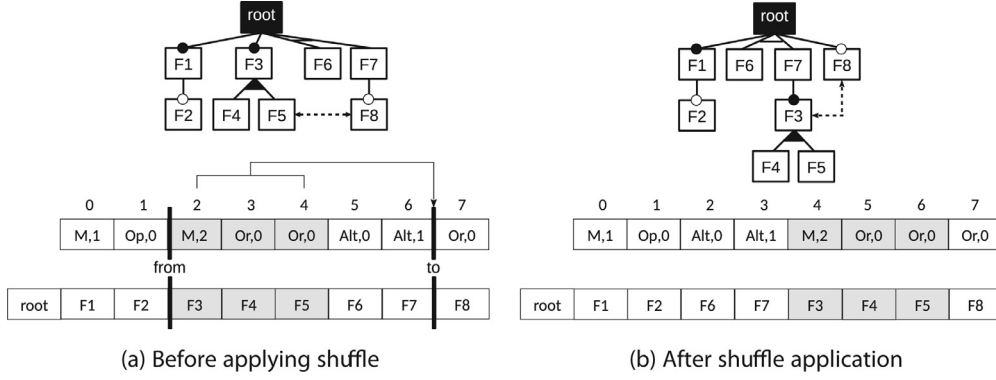 root
F1 F3 F6 F7
F2 F4 F5 F8
0 1 2 3 4 5 6 7
M,1 Op,0 M,2 Or,0 Or,0 Alt,0 Alt,1 Or,0
from to
root F1 F2 F3 F4 F5 F6 F7 F8
(a) Before applying shuffle
root
F1 F6 F7 F8
F2 F3
F4 F5
0 1 2 3 4 5 6 7
M,1 Op,0 Alt,0 Alt,1 M,2 Or,0 Or,0 Or,0
root F1 F2 F6 F7 F3 F4 F5 F8
(b) After shuffle application